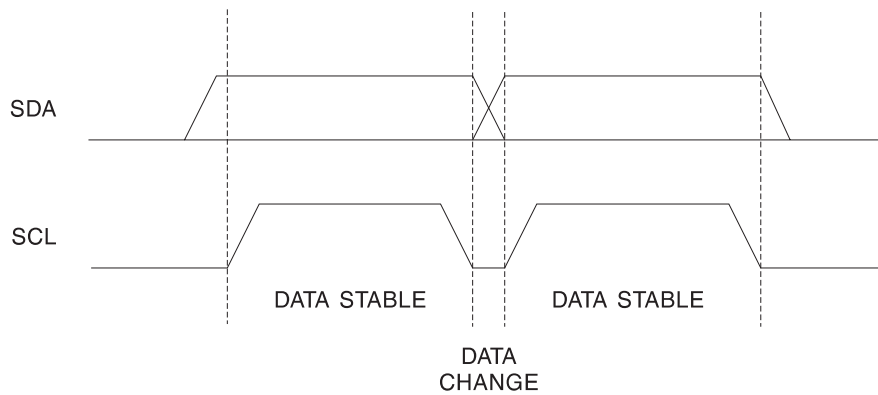 SDA
SCL
DATA STABLE
DATA STABLE
DATA
CHANGE